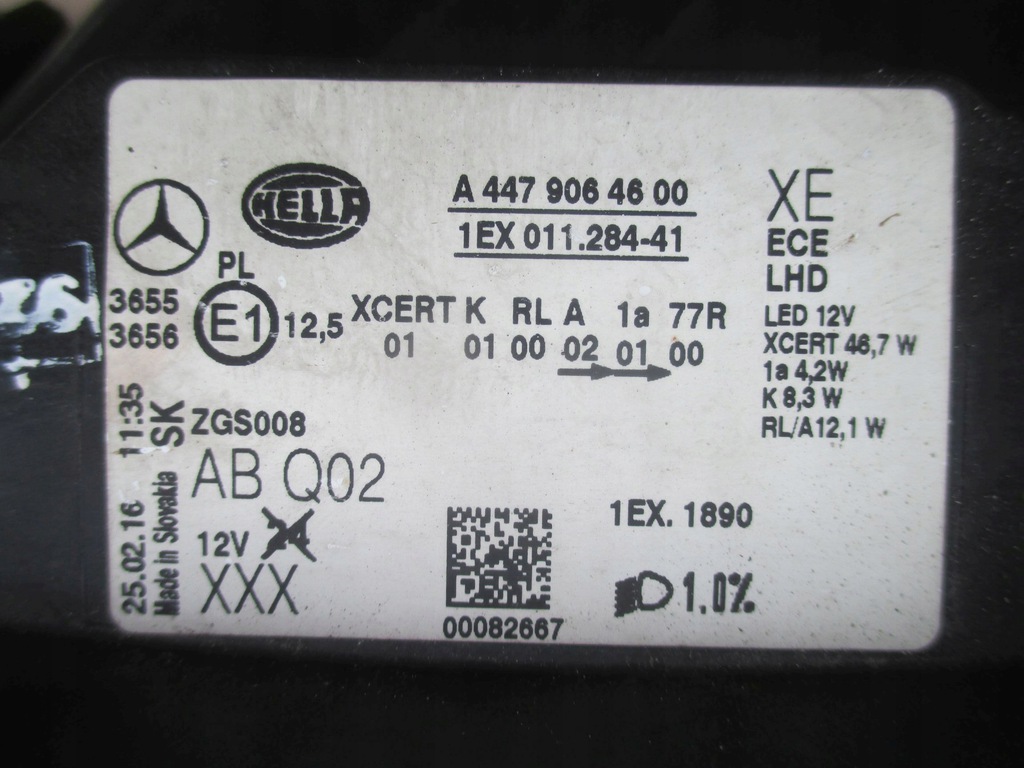 HELLA
A 447 906 46 00
1EX 011.284-41
XE
ECE
LHD
PL
3655
3656
E1
12,5
XCERT K RL A 1a 77R
01 01 00 02 01 00
LED 12V
XCERT 46,7 W
1a 4,2W
K 8,3 W
RL/A12,1 W
25.02.16 11:35
Made in Slovakia SK
ZGS008
AB Q02
12V 24
XXX
00082667
1EX. 1890
1.0%